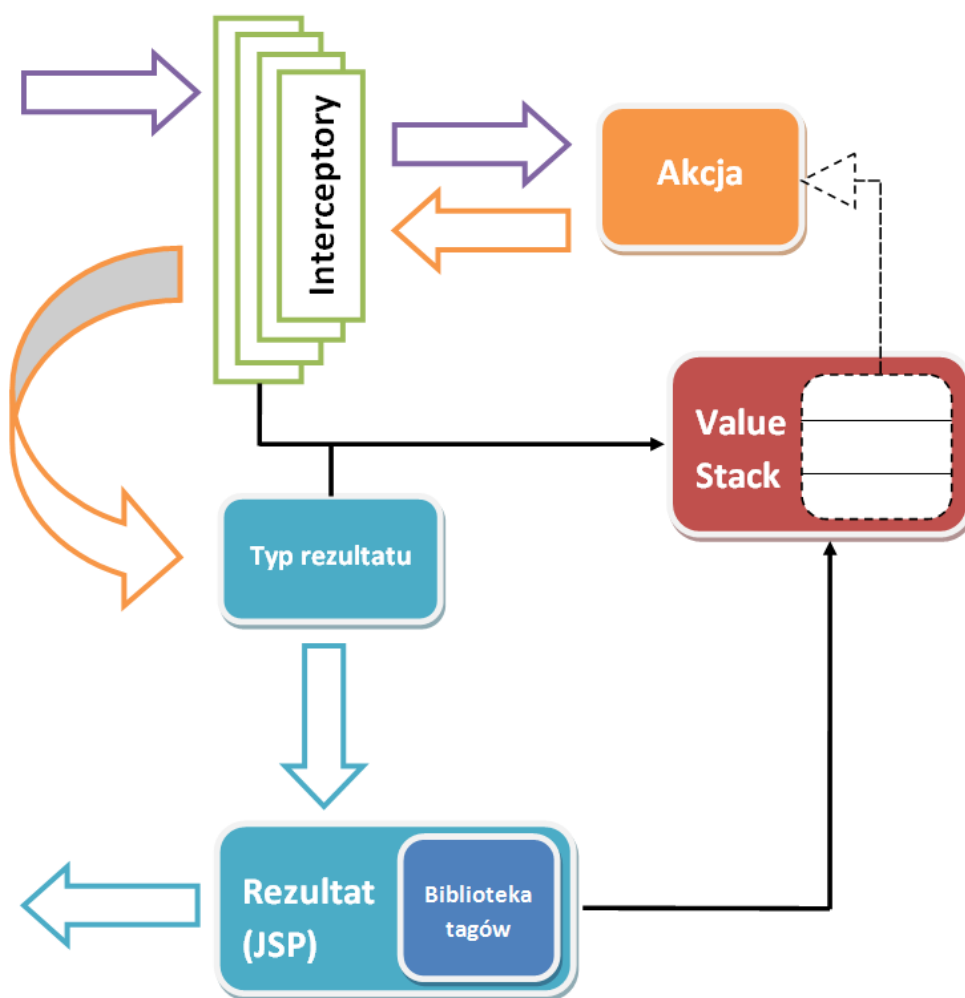 Interceptory
Akcja
Value
Stack
Typ rezultatu
Rezultat
(JSP)
Biblioteka
tagów